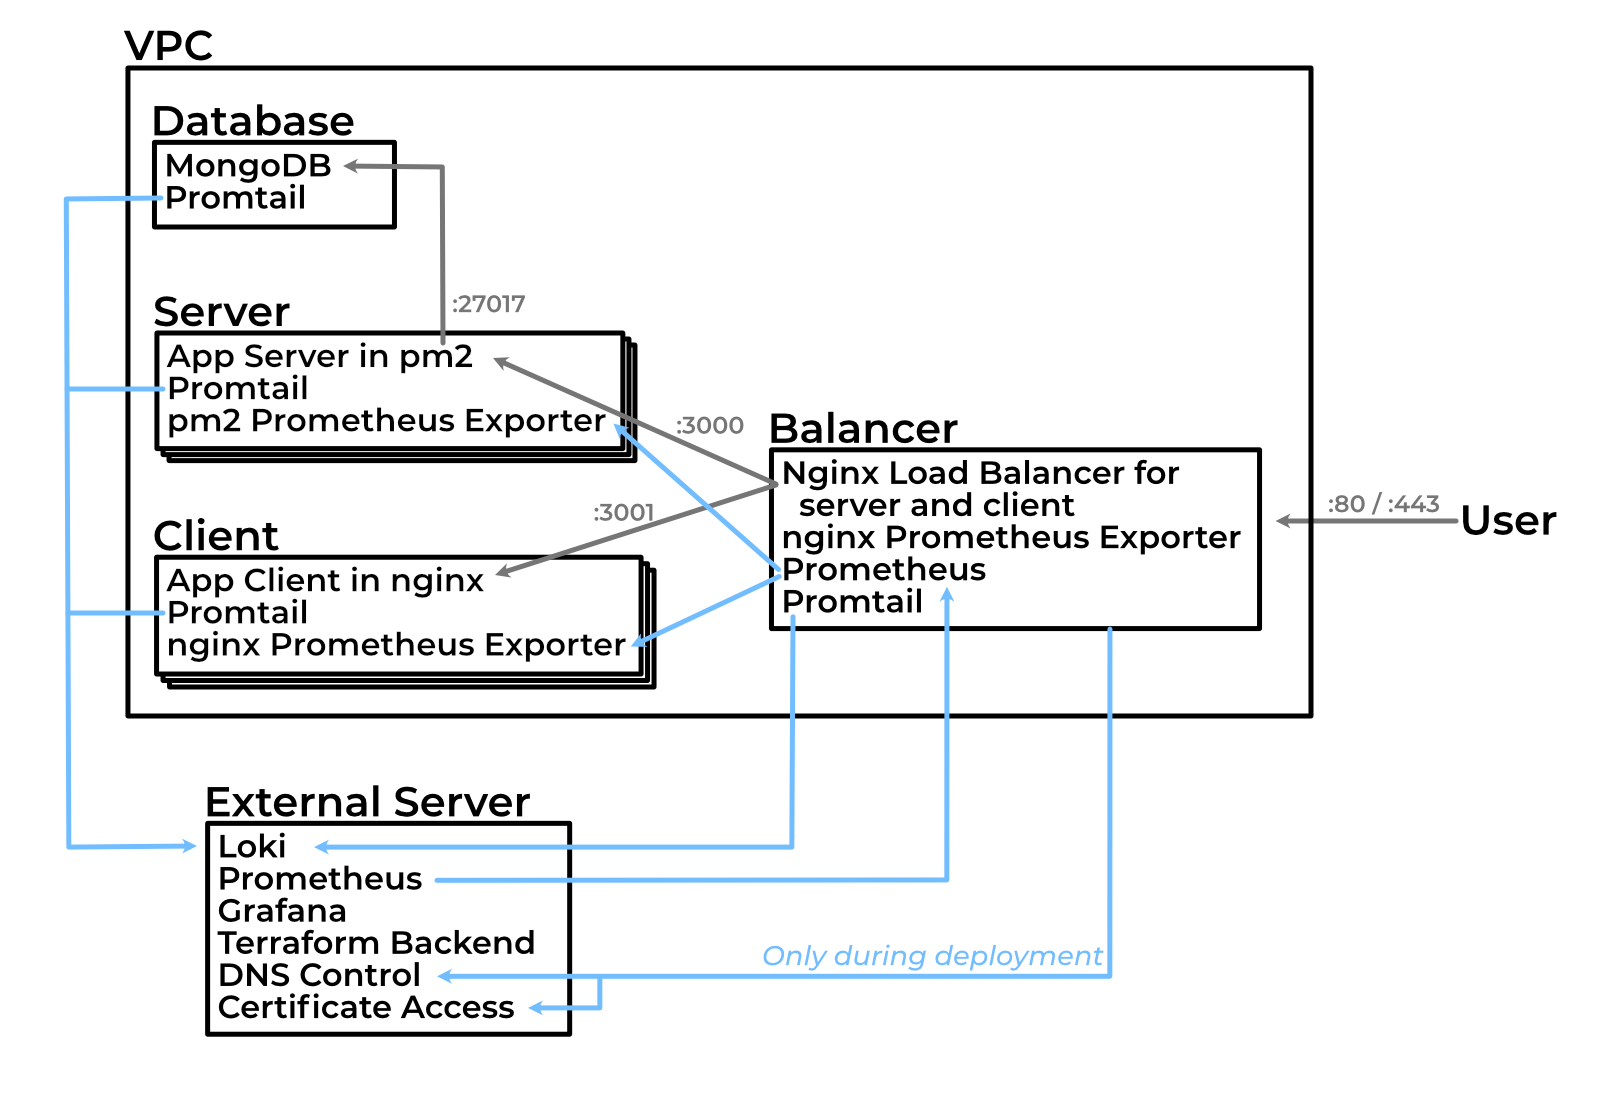 VPC
Database
MongoDB
Promtail
:27017
Server
App Server in pm2
Promtail
pm2 Prometheus Exporter
:3000
Balancer
Nginx Load Balancer for
server and client
nginx Prometheus Exporter
Prometheus
Promtail
:80 / :443
User
:3001
Client
App Client in nginx
Promtail
nginx Prometheus Exporter
External Server
Loki
Prometheus
Grafana
Terraform Backend
DNS Control
Certificate Access
Only during deployment